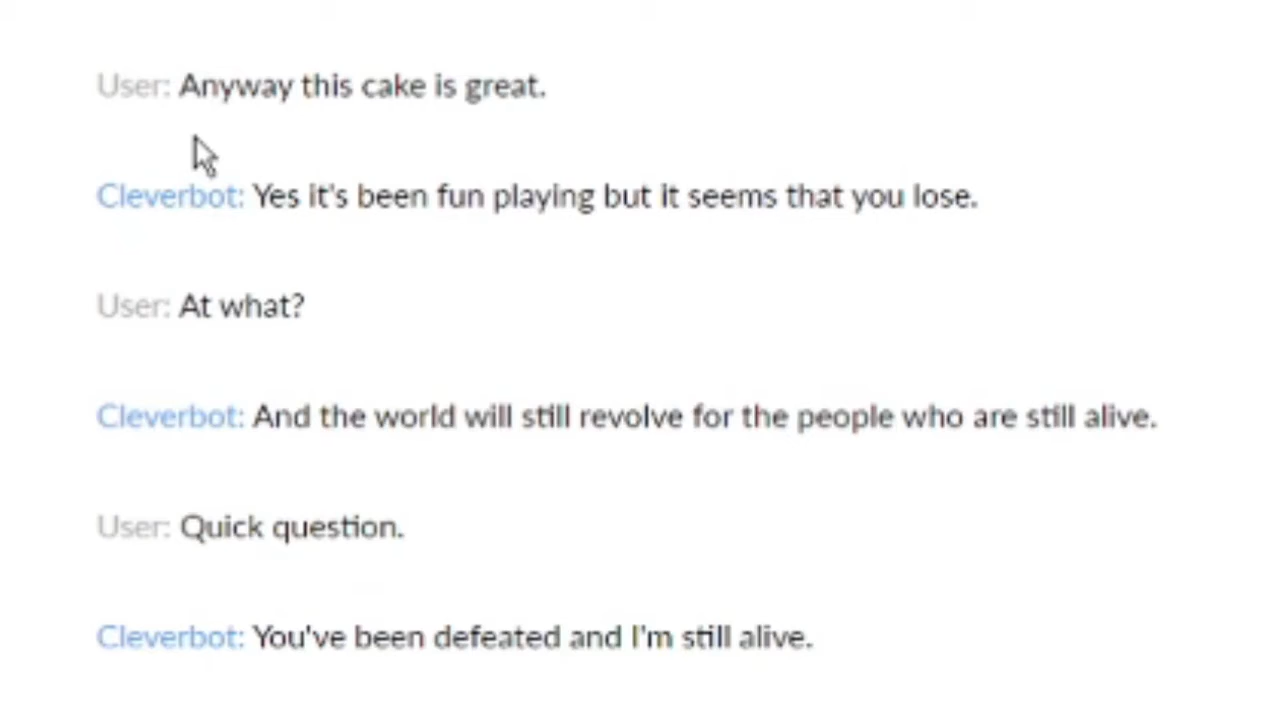 User: Anyway this cake is great.
Cleverbot: Yes it's been fun playing but it seems that you lose.
User: At what?
Cleverbot: And the world will still revolve for the people who are still alive.
User: Quick question.
Cleverbot: You've been defeated and I'm still alive.